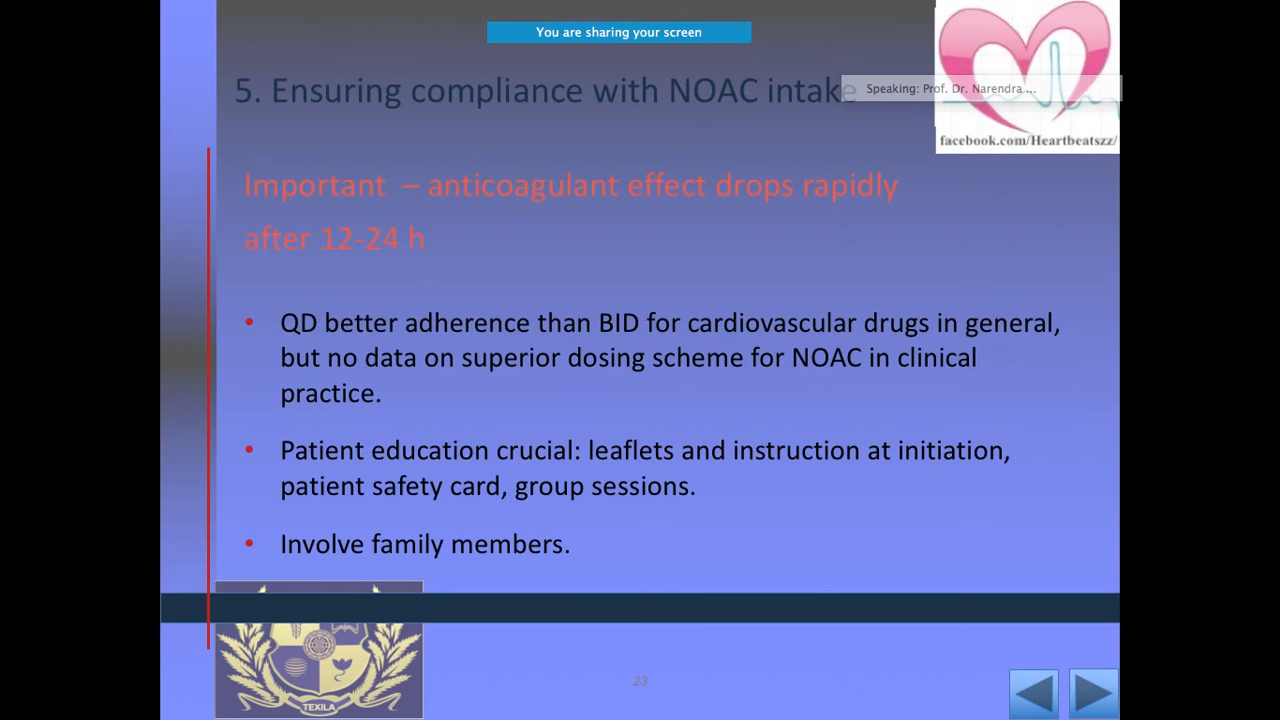 You are sharing your screen
5. Ensuring compliance with NOAC intake
Speaking: Prof. Dr. Narendra ...
facebook.com/Heartbeatszz/
Important – anticoagulant effect drops rapidly
after 12-24 h
• QD better adherence than BID for cardiovascular drugs in general,
but no data on superior dosing scheme for NOAC in clinical
practice.
• Patient education crucial: leaflets and instruction at initiation,
patient safety card, group sessions.
• Involve family members.
TEXILA
23